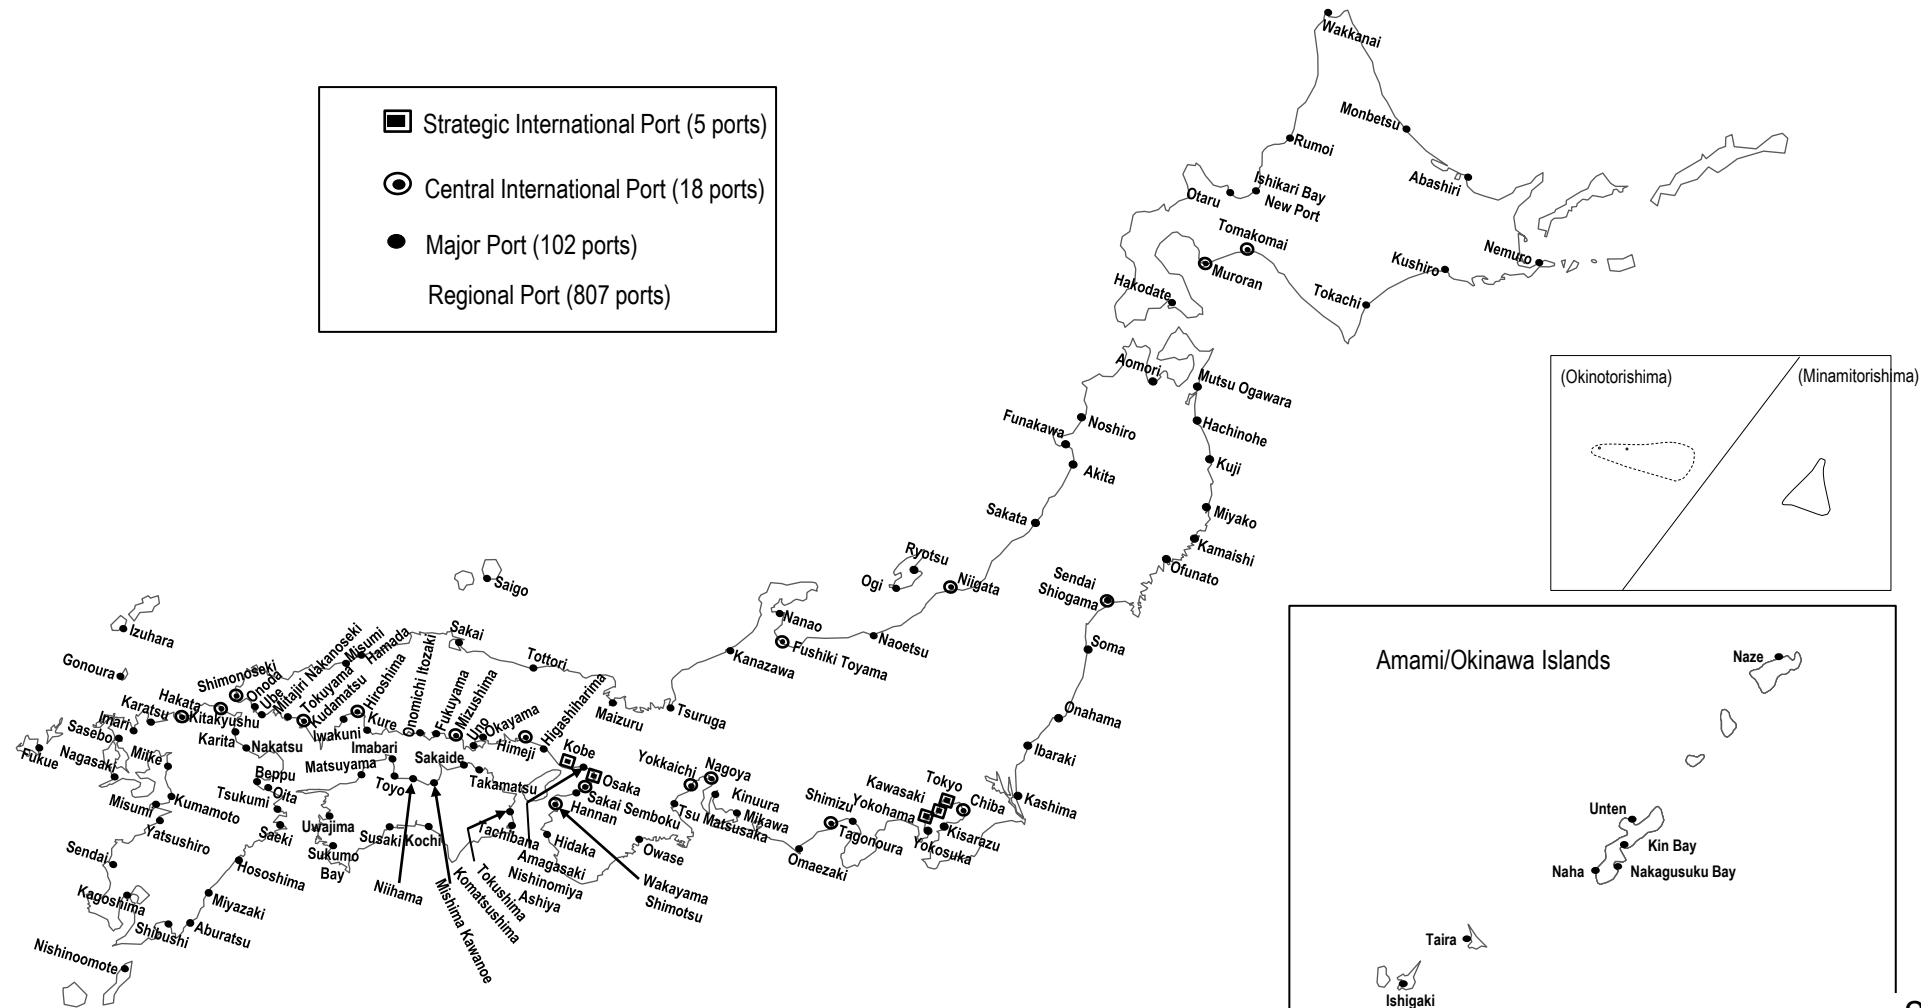 Strategic International Port (5 ports)
Central International Port (18 ports)
Major Port (102 ports)
Regional Port (807 ports)
Wakkanai
Monbetsu
Rumoi
Abashiri
Ishikari Bay
New Port
Otaru
Tomakomai
Muroran
Nemuro
Kushiro
Tokachi
Hakodate
Aomori
Mutsu Ogawara
Noshiro
Hachinohe
Funakawa
Kuji
Akita
Miyako
Sakata
Kamaishi
Ofunato
Ryotsu
Ogi
Niigata
Sendai
Shiogama
Nanao
Naoetsu
Fushiki Toyama
Kanazawa
Soma
Onahama
Ibaraki
Kashima
(Okinotorishima)
(Minamitorishima)
Saigo
Izuhara
Gonoura
Sakai
Tottori
Maizuru
Tsuruga
Shimonoseki
Onoda
Ube
Mitajiri Nakanoseki
Misumi
Hamada
Tokuyama
Kudamatsu
Hiroshima
Onomichi Itozaki
Fukuyama
Mizushima
Uno
Okayama
Higashiharima
Hakata
Kitakyushu
Karatsu
Imari
Sasebo
Fukue
Nagasaki
Miike
Karita
Nakatsu
Iwakuni
Kure
Imabari
Matsuyama
Toyo
Sakaide
Takamatsu
Himeji
Kobe
Osaka
Sakai Semboku
Hannan
Yokkaichi
Nagoya
Kinuura
Mikawa
Tsu Matsusaka
Shimizu
Tagonoura
Omaezaki
Kawasaki
Tokyo
Yokohama
Chiba
Kisarazu
Yokosuka
Beppu
Oita
Tsukumi
Saeki
Misumi
Kumamoto
Yatsushiro
Sendai
Hososhima
Kagoshima
Miyazaki
Shibushi
Aburatsu
Nishinoomote
Uwajima
Sukumo
Bay
Susaki
Kochi
Niihama
Mishima Kawanoe
Tachibana
Tokushima
Komatsushima
Amagasaki
Nishinomiya
Ashiya
Hidaka
Owase
Wakayama
Shimotsu
Amami/Okinawa Islands
Naze
Unten
Kin Bay
Naha
Nakagusuku Bay
Taira
Ishigaki